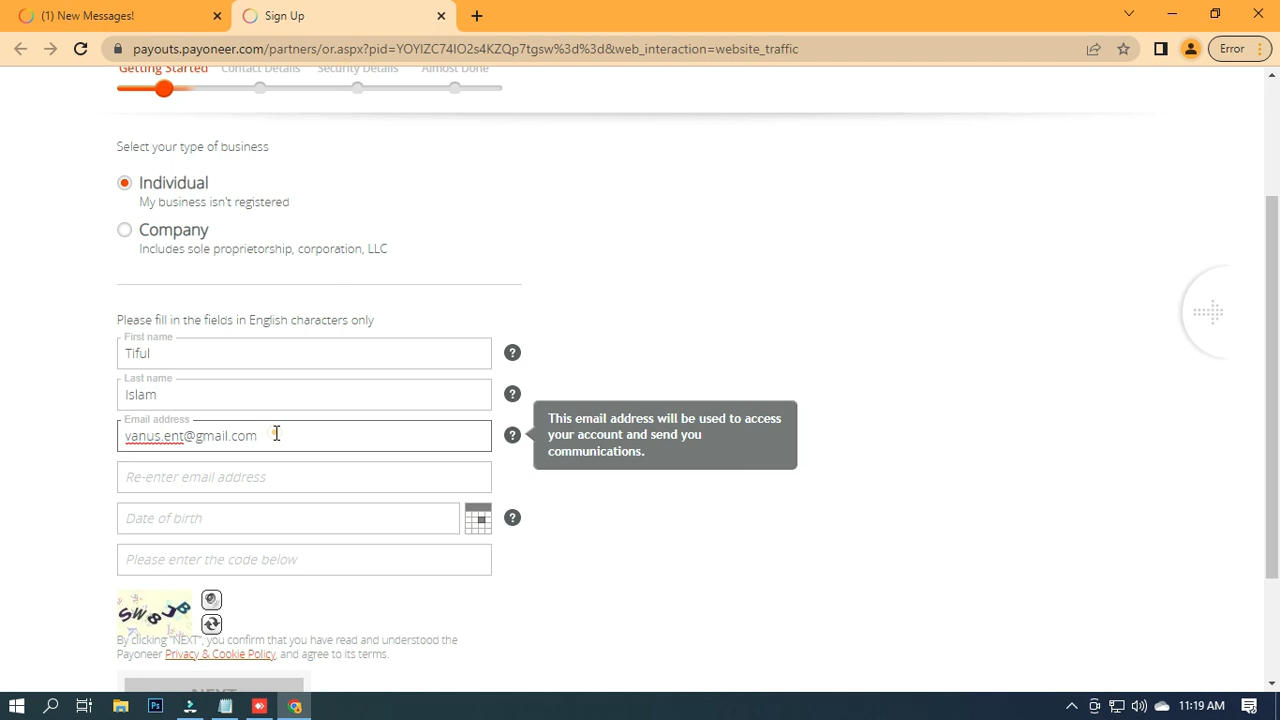 (1) New Messages!
Sign Up
payouts.payoneer.com/partners/or.aspx?pid=YOYIZC74IO2s4KZQp7tgsw%3d%3d&web_interaction=website_traffic
Error
Getting Started
Contact Details
Security Details
Almost Done
Select your type of business
Individual
My business isn't registered
Company
Includes sole proprietorship, corporation, LLC
Please fill in the fields in English characters only
First name
Tiful
Last name
Islam
Email address
vanus.ent@gmail.com
This email address will be used to access
your account and send you
communications.
Re-enter email address
Date of birth
Please enter the code below
By clicking "NEXT", you confirm that you have read and understood the
Payoneer Privacy & Cookie Policy, and agree to its terms.
NEXT
11:19 AM